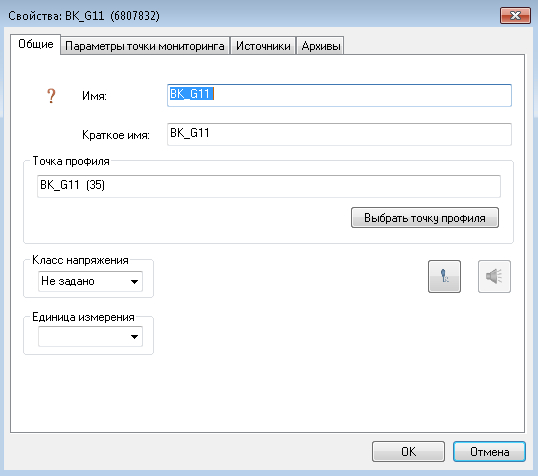 Свойства: BK_G11 (6807832)
Общие Параметры точки мониторинга Источники Архивы
? Имя: BK_G11
Краткое имя: BK_G11
Точка профиля
BK_G11 (35)
Выбрать точку профиля
Класс напряжения
Не задано
Единица измерения
OK Отмена